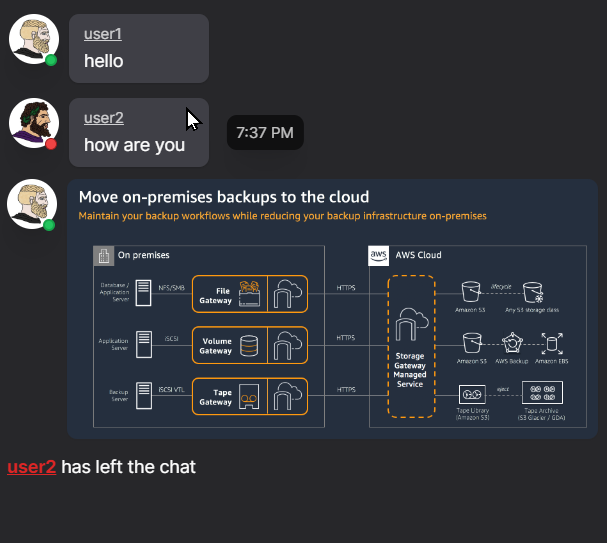 user1
hello
user2
how are you
7:37 PM
Move on-premises backups to the cloud
Maintain your backup workflows while reducing your backup infrastructure on-premises
On premises
aws
AWS Cloud
Database /
Application
Server
NFS/SMB
File
Gateway
HTTPS
Amazon S3
lifecycle
Any S3 storage class
Application
Server
iSCSI
Volume
Gateway
HTTPS
Storage
Gateway
Managed
Service
Amazon S3
AWS Backup
Amazon EBS
Backup
Server
iSCSI VTL
Tape
Gateway
HTTPS
Tape Library
(Amazon S3)
eject
Tape Archive
(S3 Glacier / GDA)
user2 has left the chat